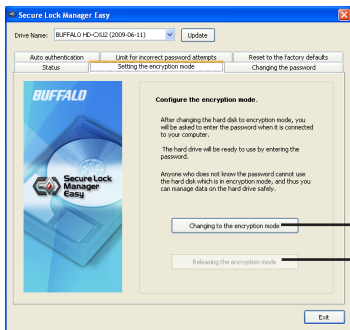 Secure Lock Manager Easy
Drive Name: BUFFALO HD-CXU2 (2009-06-11) Update
Auto authentication Limit for incorrect password attempts Reset to the factory defaults
Status Setting the encryption mode Changing the password
BUFFALO
Secure Lock
Manager
Easy
Configure the encryption mode.
After changing the hard disk to encryption mode, you
will be asked to enter the password when it is connected
to your computer.
The hard drive will be ready to use by entering the
password.
Anyone who does not know the password cannot use
the hard disk which is in encryption mode, and thus you
can manage data on the hard drive safely.
Changing to the encryption mode
Releasing the encryption mode
Exit